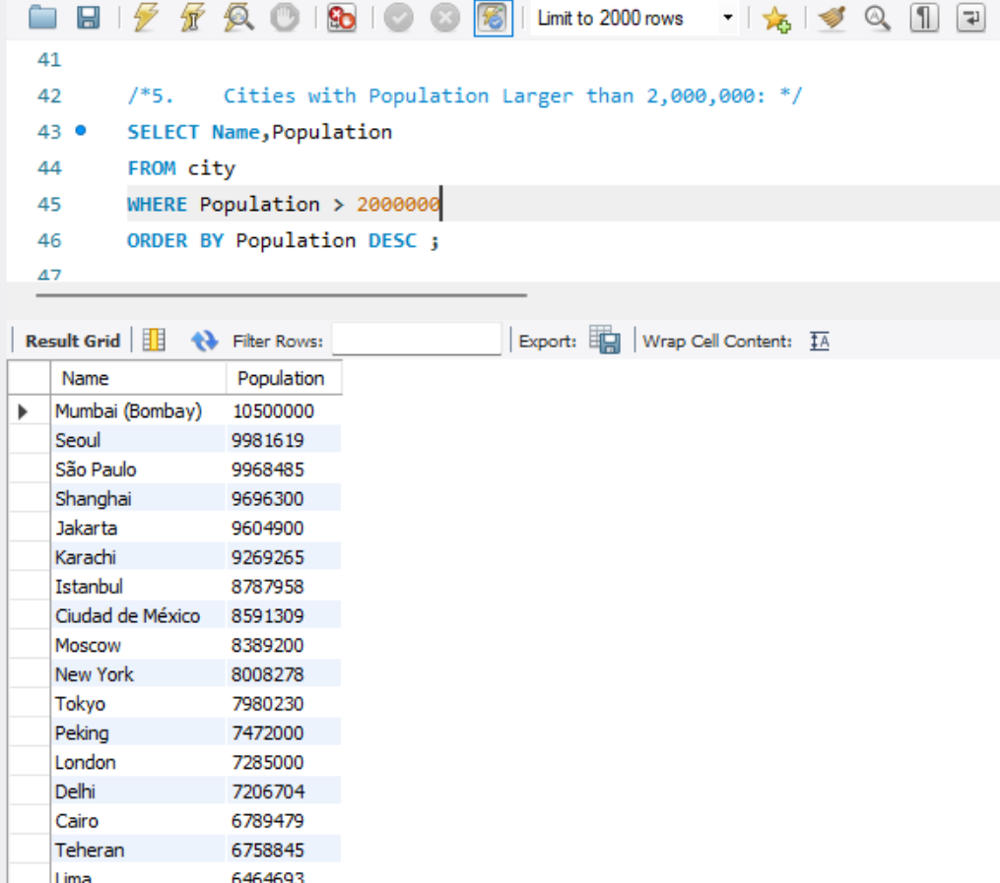 Limit to 2000 rows
41
42 /*5. Cities with Population Larger than 2,000,000: */
43 SELECT Name,Population
44 FROM city
45 WHERE Population > 2000000
46 ORDER BY Population DESC ;
47
Result Grid Filter Rows: Export: Wrap Cell Content: IA
Name Population
Mumbai (Bombay) 10500000
Seoul 9981619
São Paulo 9968485
Shanghai 9696300
Jakarta 9604900
Karachi 9269265
Istanbul 8787958
Ciudad de México 8591309
Moscow 8389200
New York 8008278
Tokyo 7980230
Peking 7472000
London 7285000
Delhi 7206704
Cairo 6789479
Teheran 6758845
Lima 6464693